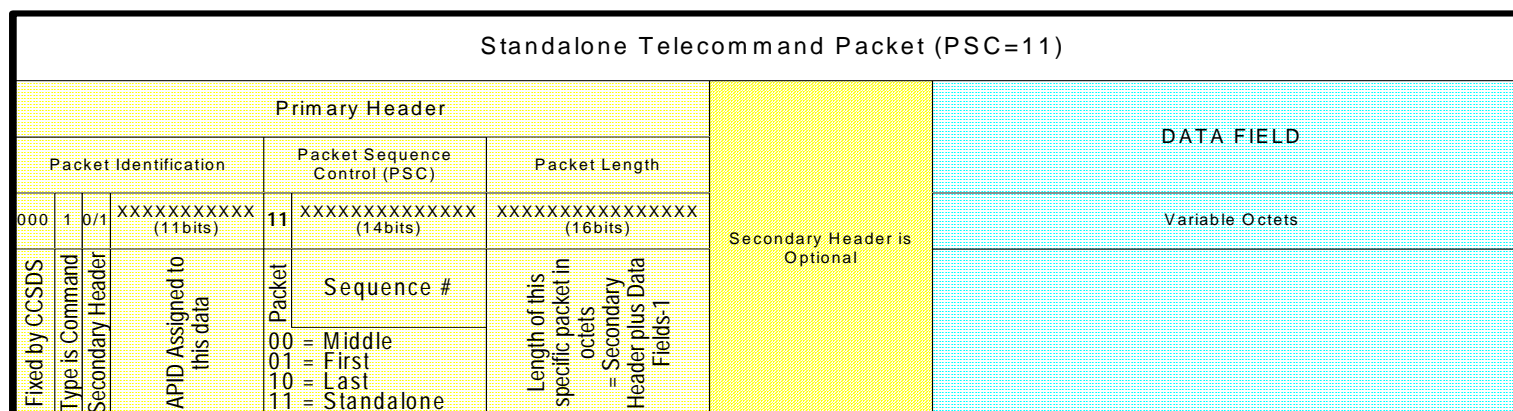 Standalone Telecommand Packet (PSC=11)
Primary Header
DATA FIELD
Packet Identification
Packet Sequence
Control (PSC)
Packet Length
000
1
0/1
XXXXXXXXXXX
(11bits)
11
XXXXXXXXXXXXXX
(14bits)
XXXXXXXXXXXXXXXX
(16bits)
Secondary Header is
Optional
Variable Octets
Fixed by CCSDS
Type is Command
Secondary Header
APID Assigned to
this data
Packet
Sequence #
00 = Middle
01 = First
10 = Last
11 = Standalone
Length of this
specific packet in
octets
= Secondary
Header plus Data
Fields-1